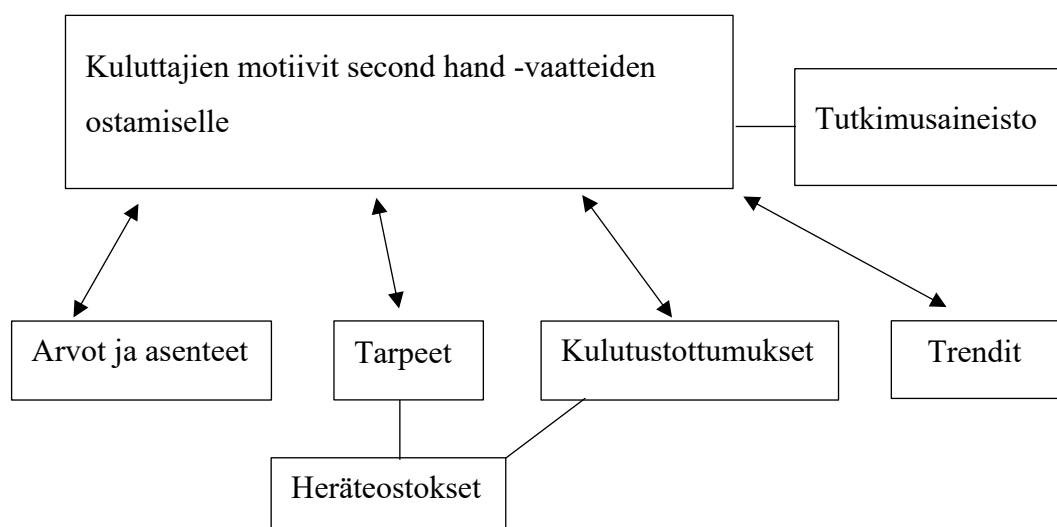 Kuluttajien motiivit second hand -vaatteiden
ostamiselle
Tutkimusaineisto
Arvot ja asenteet
Tarpeet
Kulutustottumukset
Trendit
Heräteostokset